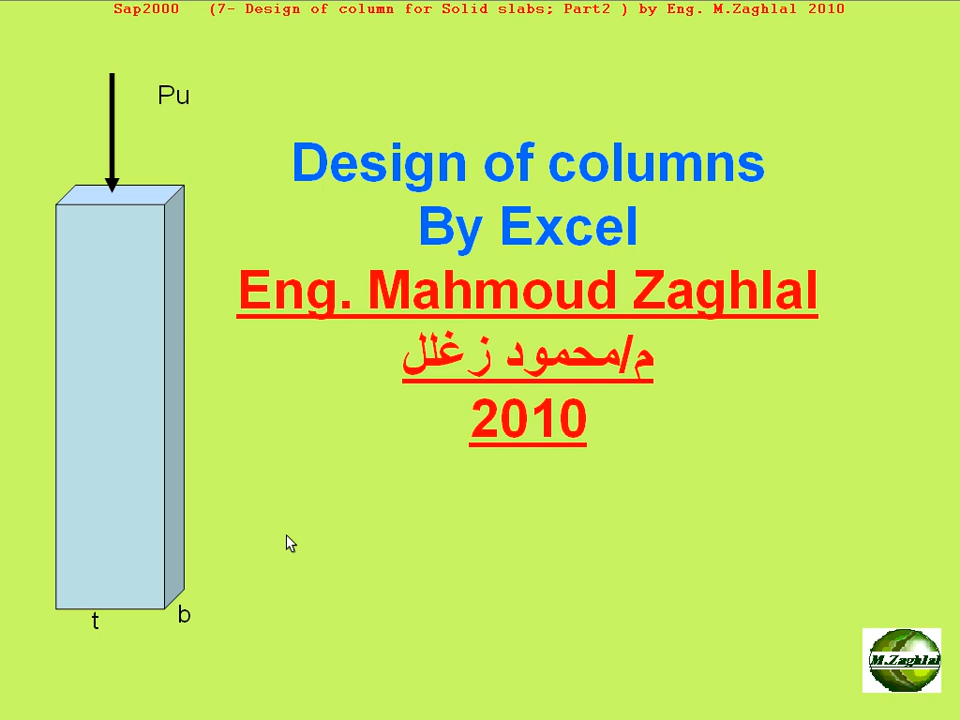 Sap2000 (7- Design of column for Solid slabs; Part2 ) by Eng. M.Zaghlal 2010
Pu
Design of columns
By Excel
Eng. Mahmoud Zaghlal
م/محمود زغلل
2010
t
b
M.Zaghlal